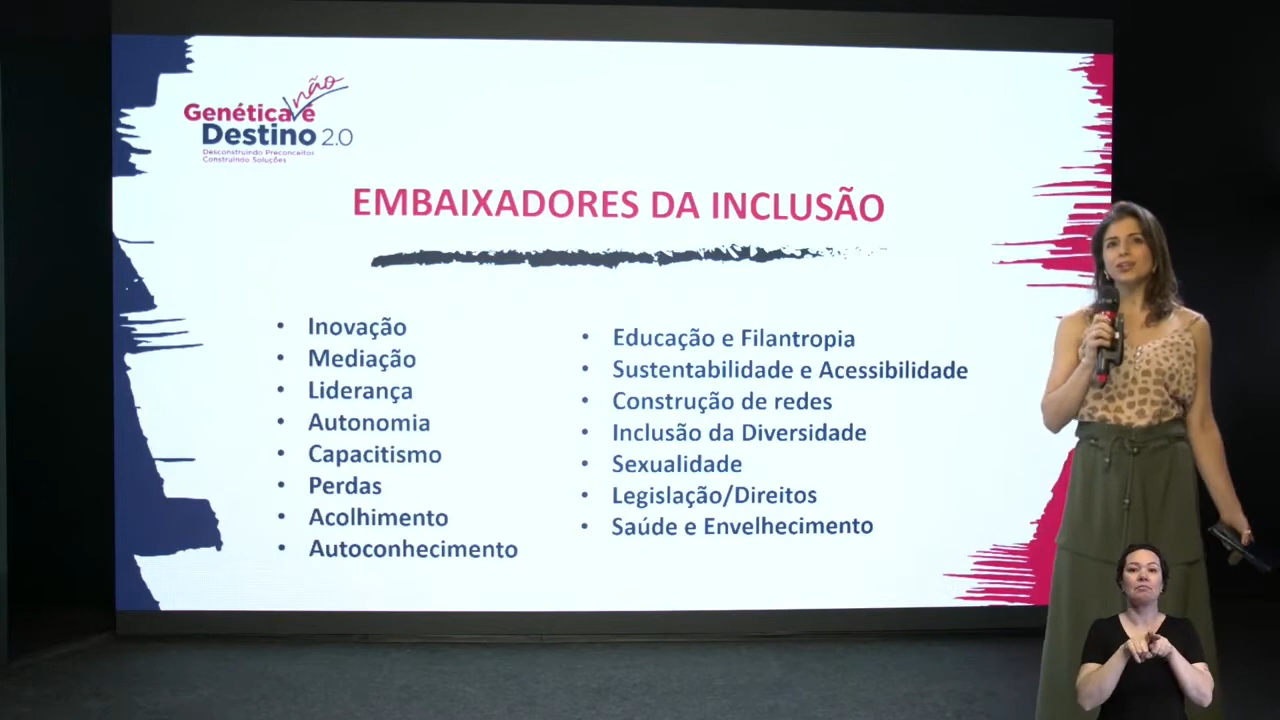 não
Genética é
Destino 2.0
Desconstruindo Preconceitos
Construindo Soluções
EMBAIXADORES DA INCLUSÃO
• Inovação
• Mediação
• Liderança
• Autonomia
• Capacitismo
• Perdas
• Acolhimento
• Autoconhecimento
• Educação e Filantropia
• Sustentabilidade e Acessibilidade
• Construção de redes
• Inclusão da Diversidade
• Sexualidade
• Legislação/Direitos
• Saúde e Envelhecimento